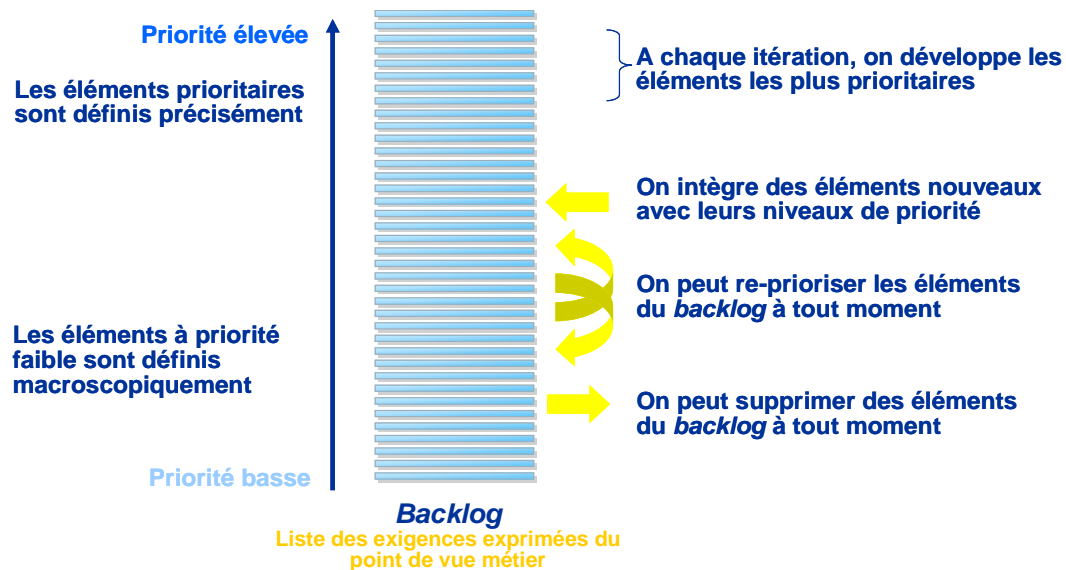 Priorité élevée
Les éléments prioritaires
sont définis précisément
Les éléments à priorité
faible sont définis
macroscopiquement
Priorité basse
A chaque itération, on développe les
éléments les plus prioritaires
On intègre des éléments nouveaux
avec leurs niveaux de priorité
On peut re-prioriser les éléments
du backlog à tout moment
On peut supprimer des éléments
du backlog à tout moment
Backlog
Liste des exigences exprimées du
point de vue métier